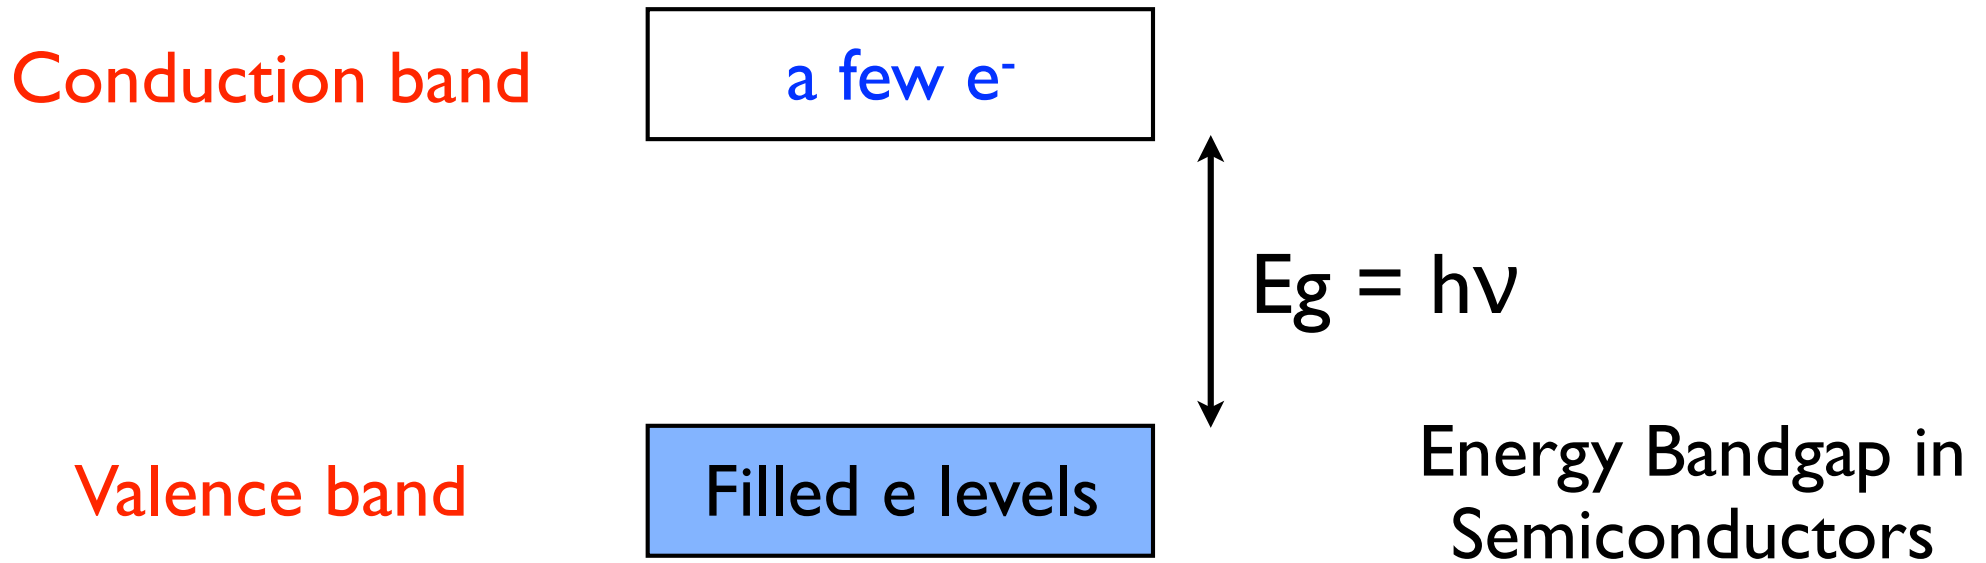 Conduction band
a few e⁻
Eg = hν
Valence band
Filled e levels
Energy Bandgap in
Semiconductors